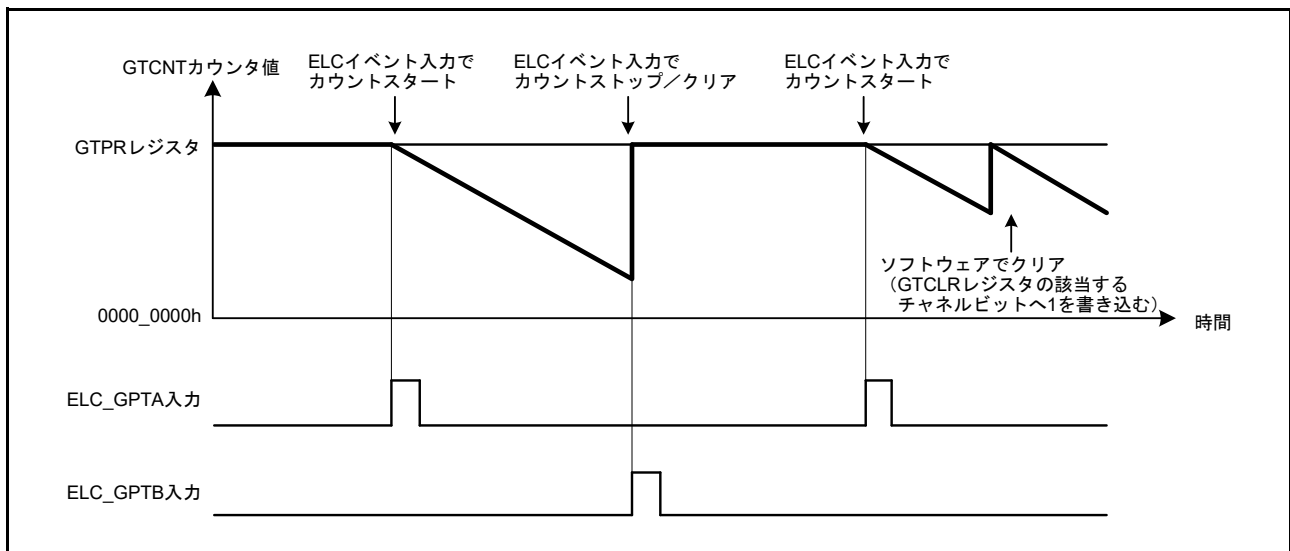 GTCNTカウンタ値
ELCイベント入力で
カウントスタート
ELCイベント入力で
カウントストップ／クリア
ELCイベント入力で
カウントスタート
GTPRレジスタ
ソフトウェアでクリア
（GTCLRレジスタの該当する
チャネルビットへ1を書き込む）
0000_0000h
時間
ELC_GPTA入力
ELC_GPTB入力